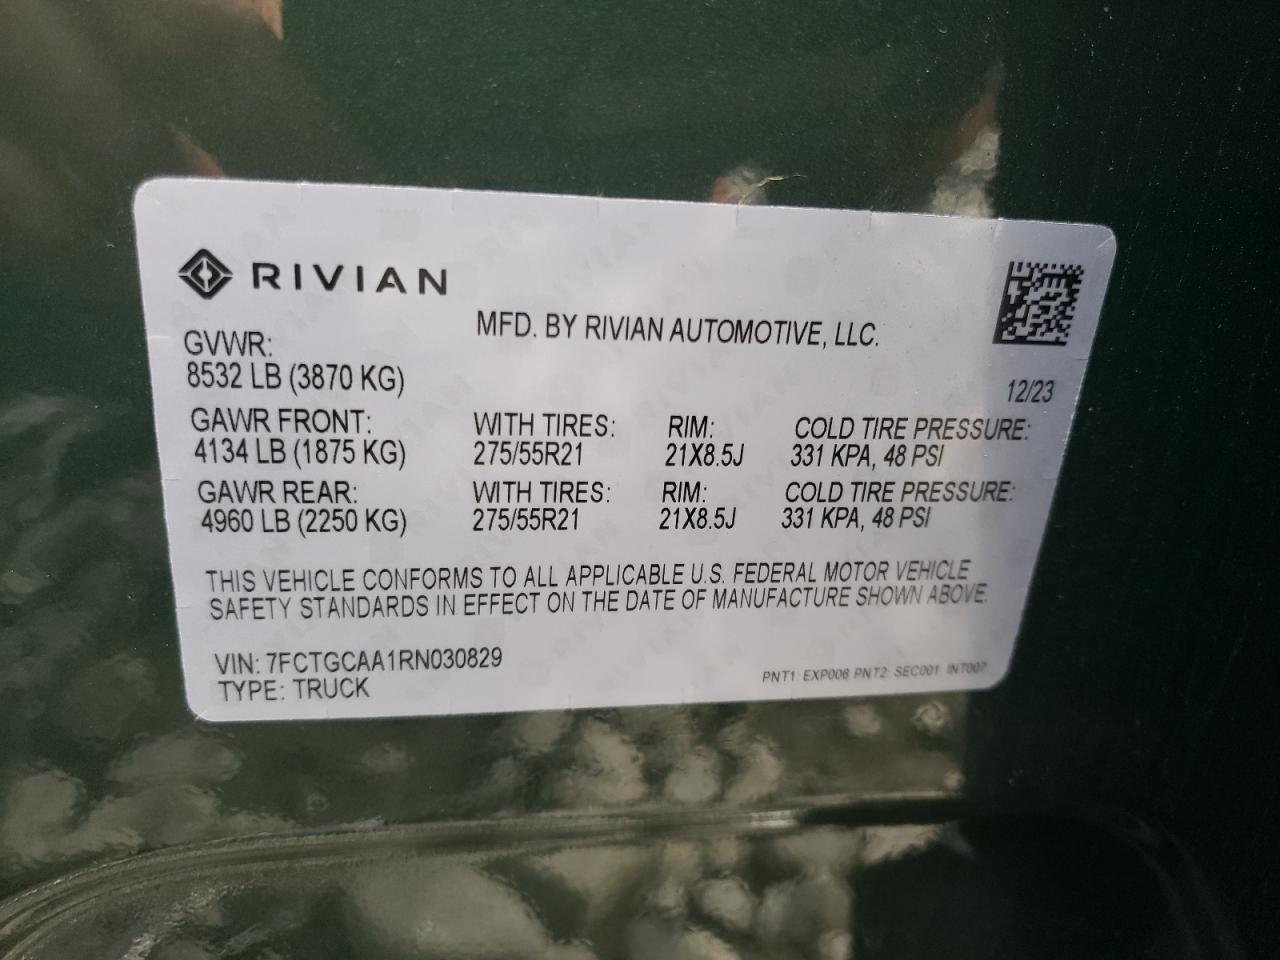 RIVIAN
MFD. BY RIVIAN AUTOMOTIVE, LLC.
GVWR:
8532 LB (3870 KG)
12/23
GAWR FRONT: WITH TIRES: RIM: COLD TIRE PRESSURE:
4134 LB (1875 KG) 275/55R21 21X8.5J 331 KPA, 48 PSI
GAWR REAR: WITH TIRES: RIM: COLD TIRE PRESSURE:
4960 LB (2250 KG) 275/55R21 21X8.5J 331 KPA, 48 PSI
THIS VEHICLE CONFORMS TO ALL APPLICABLE U.S. FEDERAL MOTOR VEHICLE
SAFETY STANDARDS IN EFFECT ON THE DATE OF MANUFACTURE SHOWN ABOVE.
VIN: 7FCTGCAA1RN030829
TYPE: TRUCK
PNT1: EXP006 PNT2: SEC001 INT007